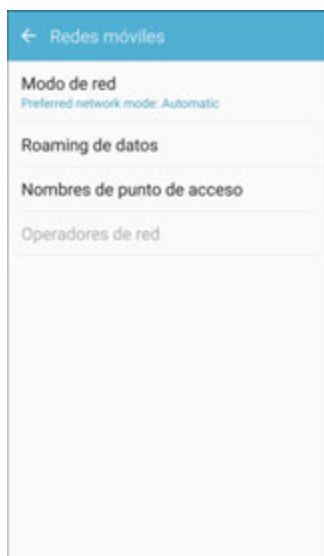 Redes móviles
Modo de red
Preferred network mode: Automatic
Roaming de datos
Nombres de punto de acceso
Operadores de red